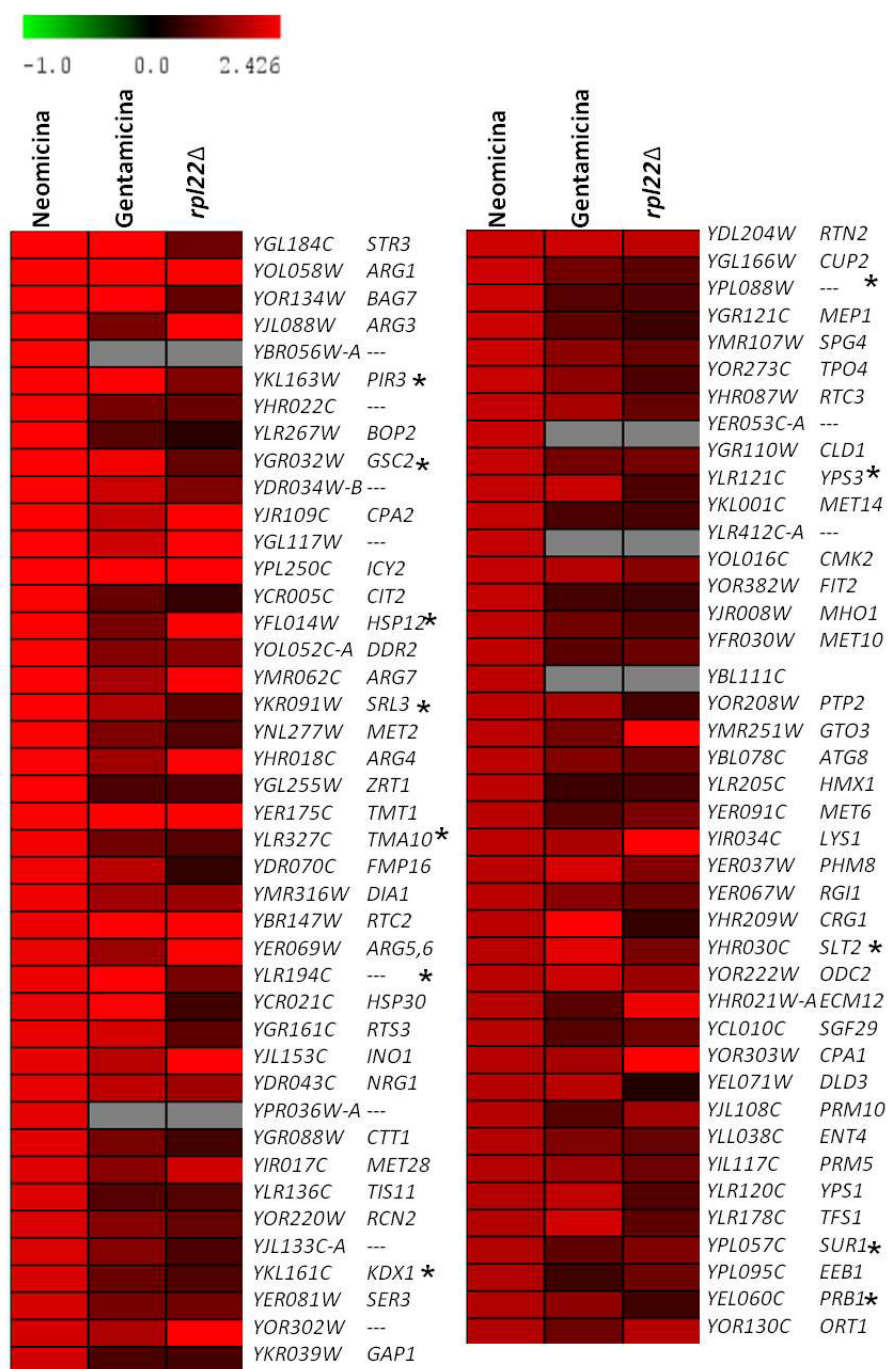 -1.0 0.0 2.426
Neomicina Gentamicina rpl22Δ
YGL184C STR3
YOL058W ARG1
YOR134W BAG7
YJL088W ARG3
YBR056W-A ---
YKL163W PIR3 *
YHR022C ---
YLR267W BOP2
YGR032W GSC2 *
YDR034W-B ---
YJR109C CPA2
YGL117W ---
YPL250C ICY2
YCR005C CIT2
YFL014W HSP12 *
YOL052C-A DDR2
YMR062C ARG7
YKR091W SRL3 *
YNL277W MET2
YHR018C ARG4
YGL255W ZRT1
YER175C TMT1
YLR327C TMA10 *
YDR070C FMP16
YMR316W DIA1
YBR147W RTC2
YER069W ARG5,6
YLR194C --- *
YCR021C HSP30
YGR161C RTS3
YJL153C INO1
YDR043C NRG1
YPR036W-A ---
YGR088W CTT1
YIR017C MET28
YLR136C TIS11
YOR220W RCN2
YJL133C-A ---
YKL161C KDX1 *
YER081W SER3
YOR302W ---
YKR039W GAP1
Neomicina Gentamicina rpl22Δ
YDL204W RTN2
YGL166W CUP2
YPL088W --- *
YGR121C MEP1
YMR107W SPG4
YOR273C TPO4
YHR087W RTC3
YER053C-A ---
YGR110W CLD1
YLR121C YPS3 *
YKL001C MET14
YLR412C-A ---
YOL016C CMK2
YOR382W FIT2
YJR008W MHO1
YFR030W MET10
YBL111C
YOR208W PTP2
YMR251W GTO3
YBL078C ATG8
YLR205C HMX1
YER091C MET6
YIR034C LYS1
YER037W PHM8
YER067W RGI1
YHR209W CRG1
YHR030C SLT2 *
YOR222W ODC2
YHR021W-A ECM12
YCL010C SGF29
YOR303W CPA1
YEL071W DLD3
YJL108C PRM10
YLL038C ENT4
YIL117C PRM5
YLR120C YPS1
YLR178C TFS1
YPL057C SUR1 *
YPL095C EEB1
YEL060C PRB1 *
YOR130C ORT1